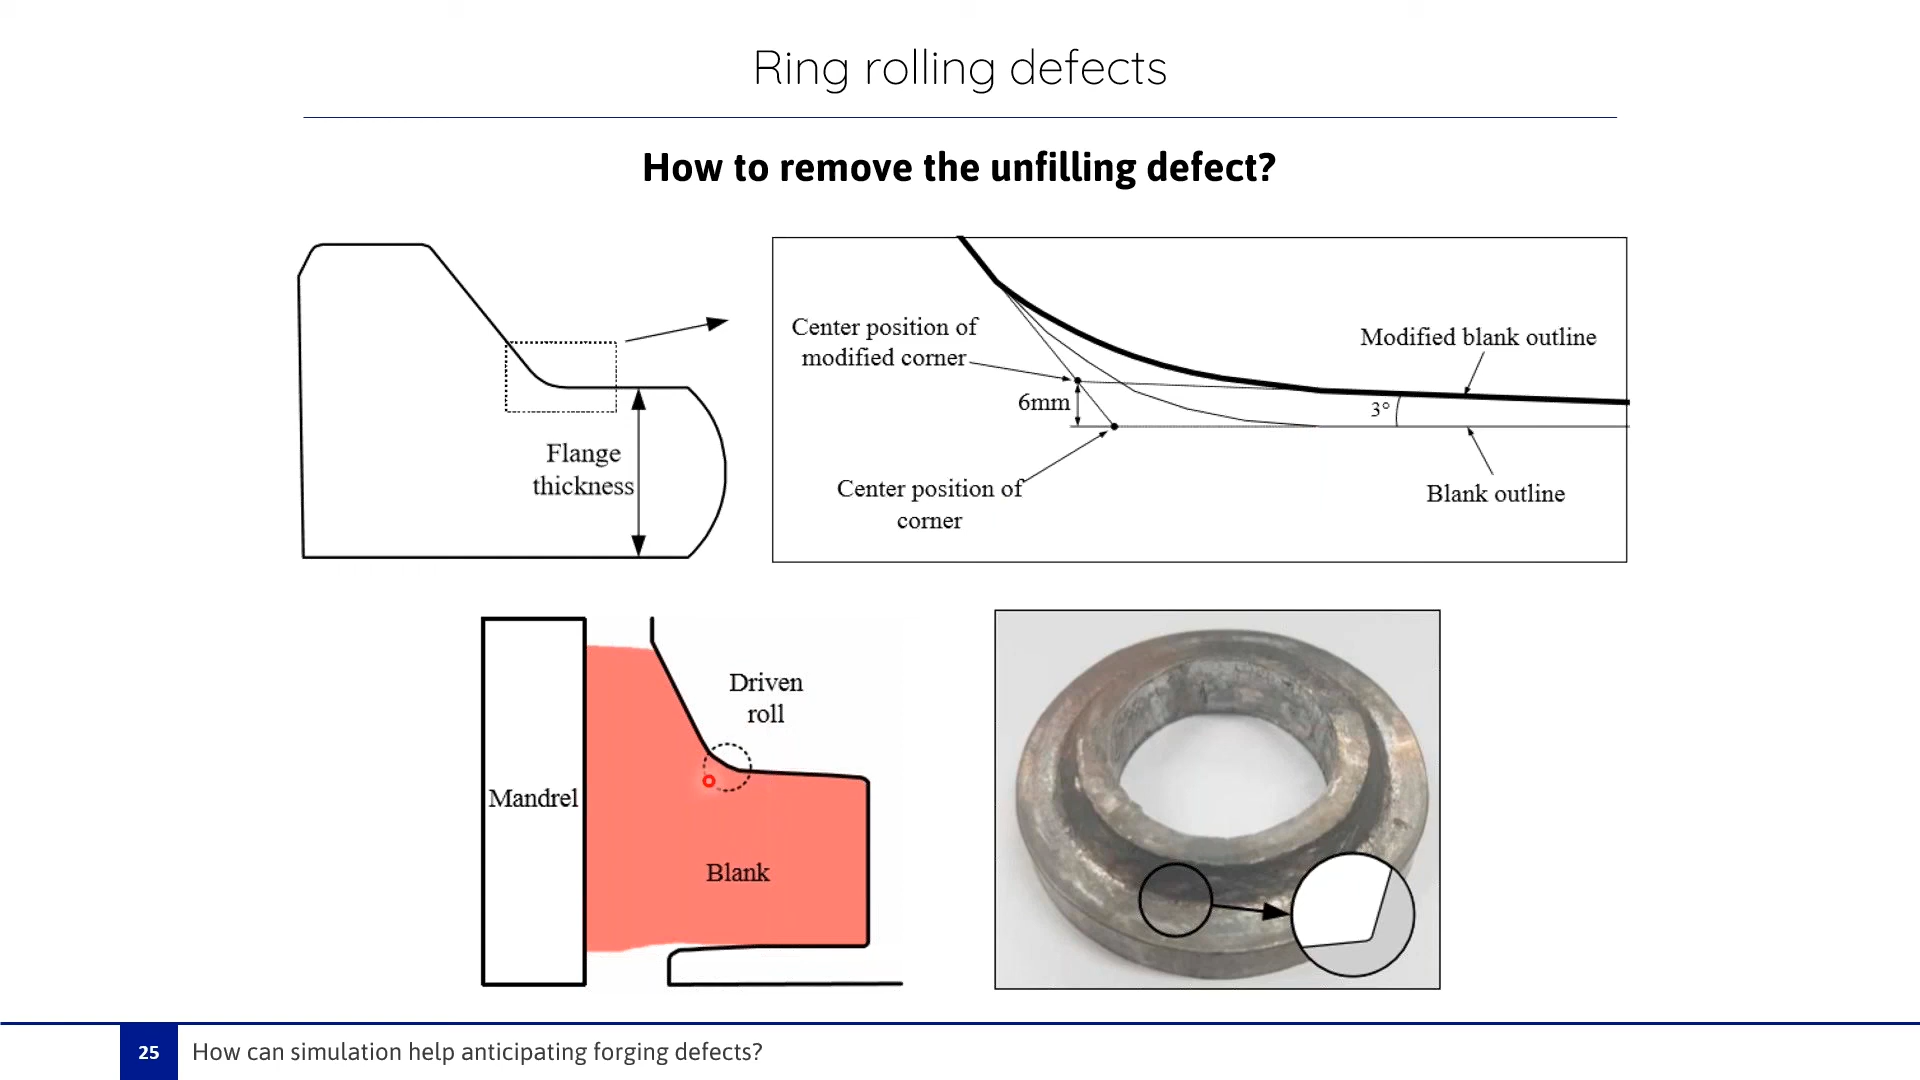 Ring rolling defects
How to remove the unfilling defect?
Flange
thickness
Center position of
modified corner
6mm
Center position of
corner
Modified blank outline
3°
Blank outline
Mandrel
Driven
roll
Blank
25
How can simulation help anticipating forging defects?